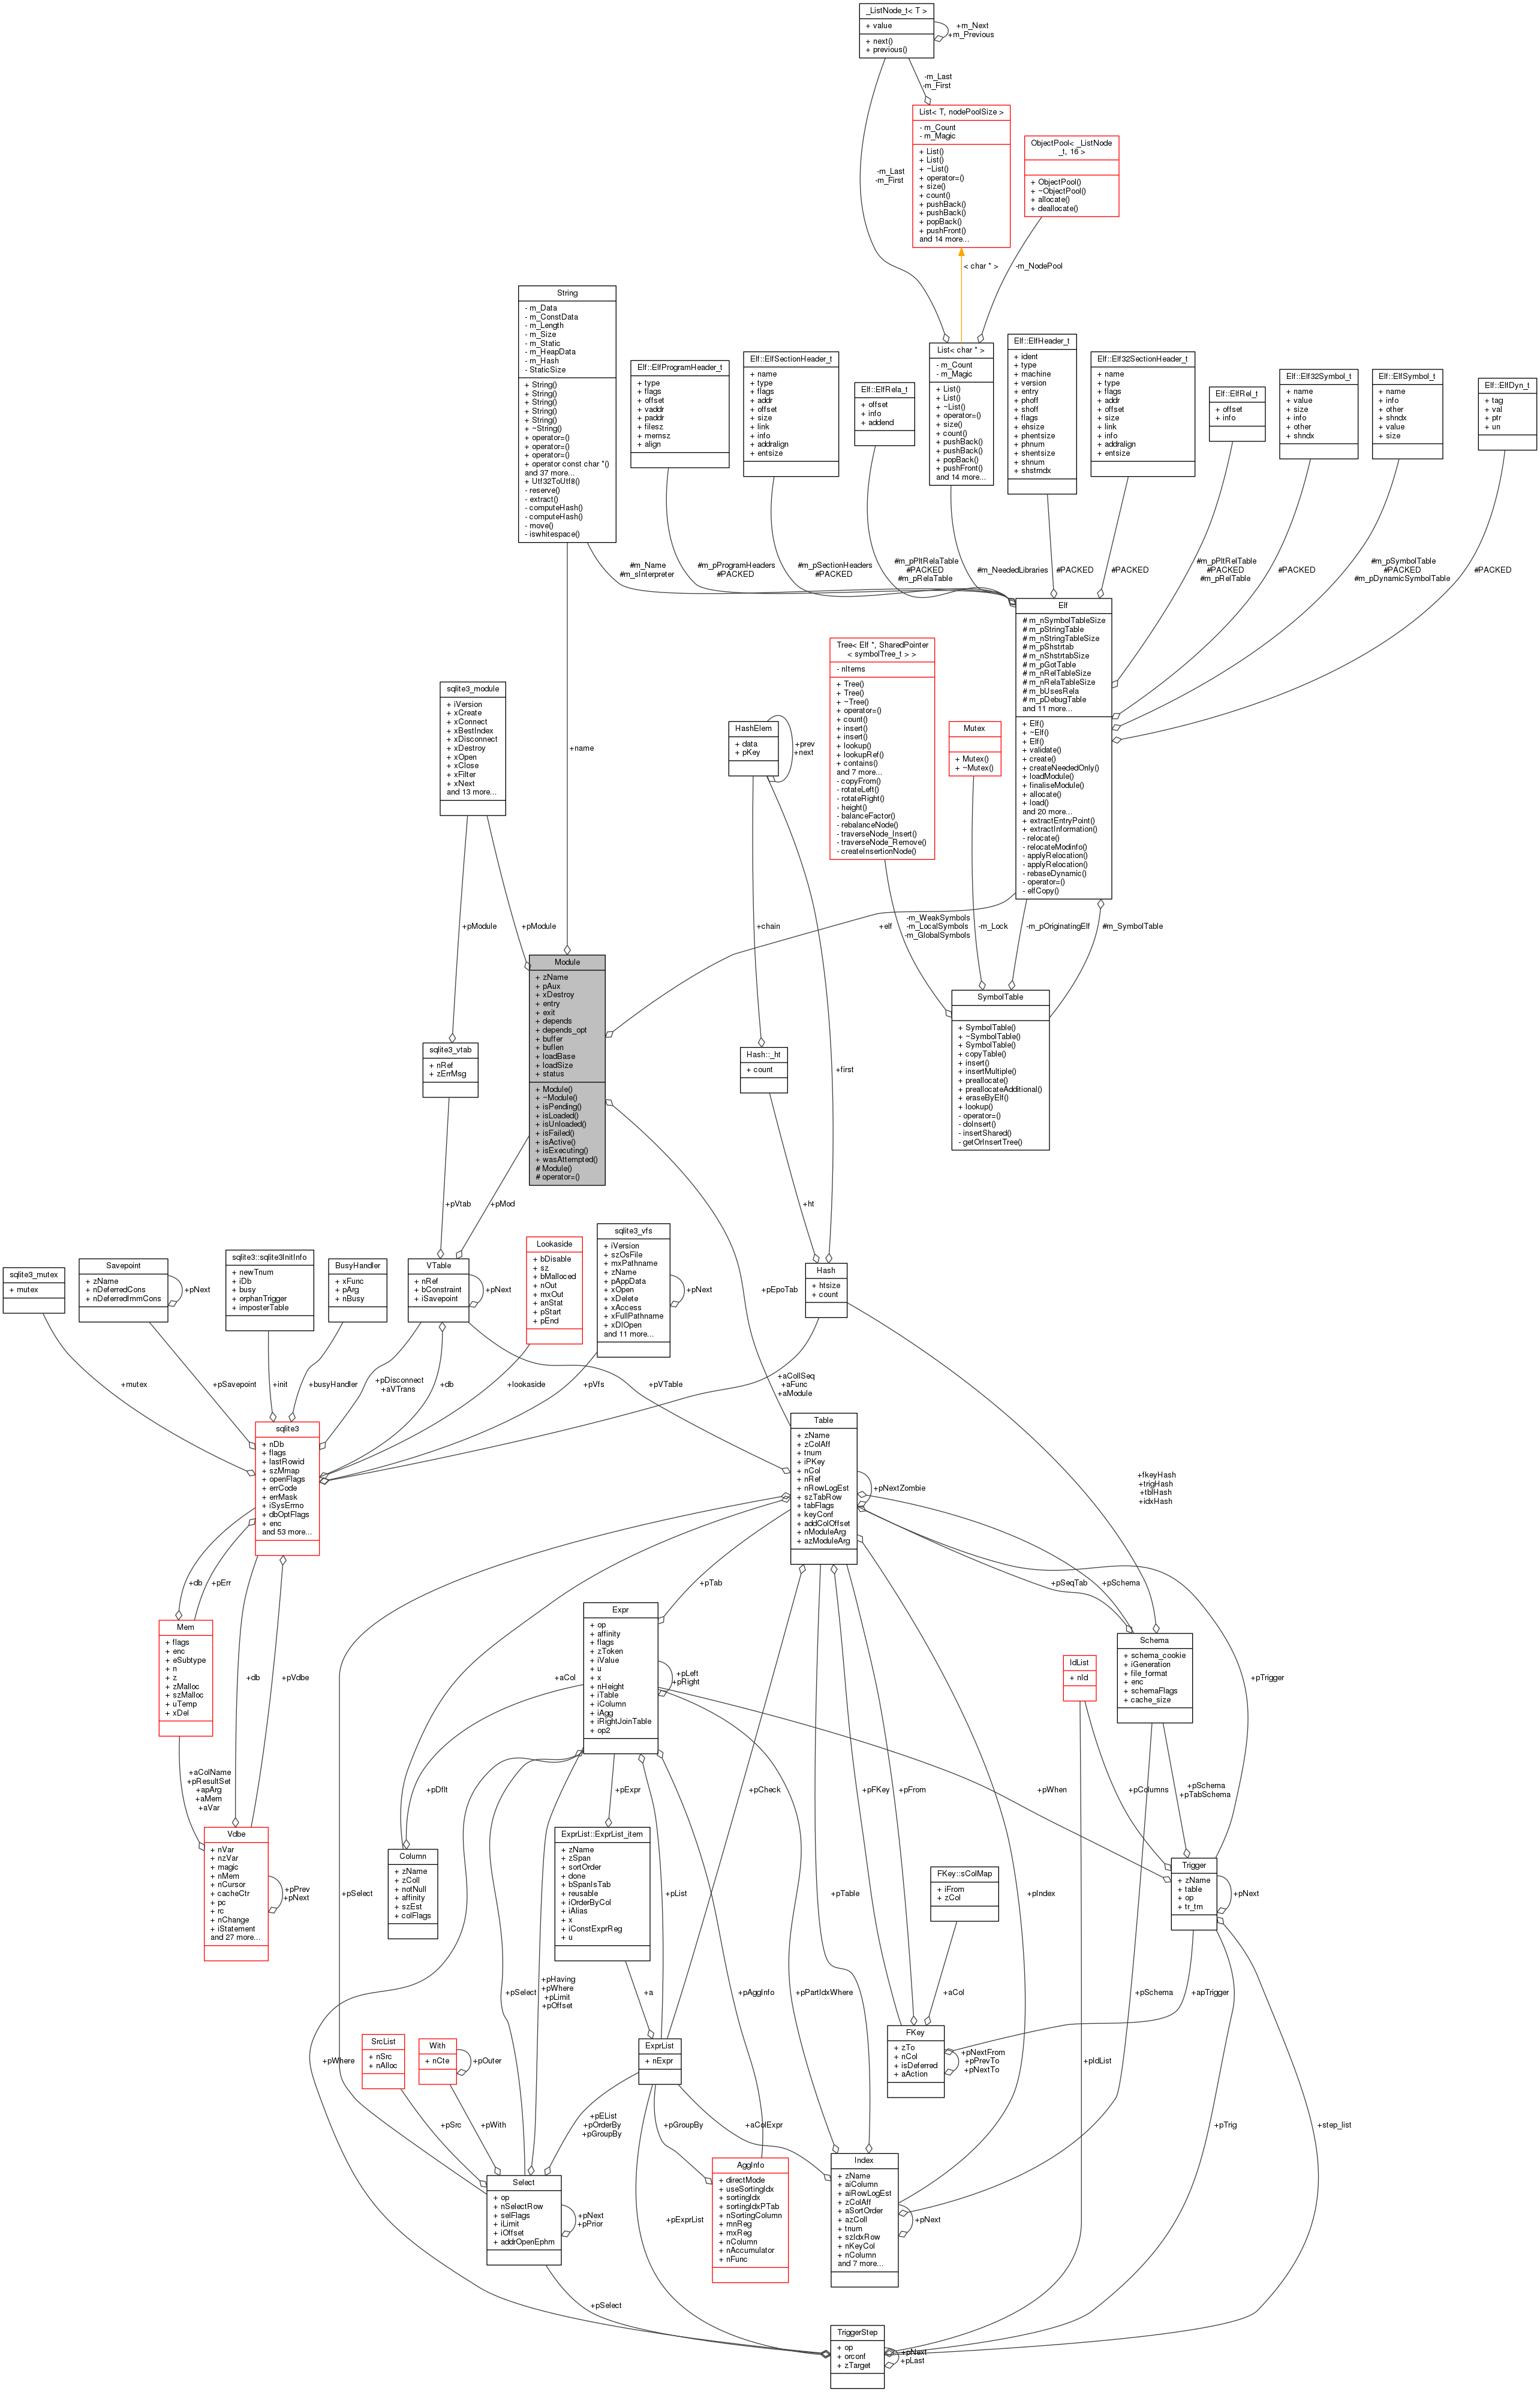 _ListNode_t< T >
+ value
+ next()
+ previous()
+m_Next
+m_Previous
-m_Last
-m_First
List< T, nodePoolSize >
- m_Count
- m_Magic
+ List()
+ List()
+ ~List()
+ operator=()
+ size()
+ count()
+ pushBack()
+ pushBack()
+ popBack()
+ pushFront()
and 14 more...
ObjectPool< _ListNode
_t, 16 >
+ ObjectPool()
+ ~ObjectPool()
+ allocate()
+ deallocate()
-m_Last
-m_First
< char * >
-m_NodePool
String
- m_Data
- m_ConstData
- m_Length
- m_Size
- m_Static
- m_HeapData
- m_Hash
- StaticSize
+ String()
+ String()
+ String()
+ String()
+ String()
+ ~String()
+ operator=()
+ operator=()
+ operator=()
+ operator const char *()
and 37 more...
+ Utf32ToUtf8()
- reserve()
- extract()
- computeHash()
- computeHash()
- move()
- iswhitespace()
Elf::ElfProgramHeader_t
+ type
+ flags
+ offset
+ vaddr
+ paddr
+ filesz
+ memsz
+ align
Elf::ElfSectionHeader_t
+ name
+ type
+ flags
+ addr
+ offset
+ size
+ link
+ info
+ addralign
+ entsize
Elf::ElfRela_t
+ offset
+ info
+ addend
List< char * >
- m_Count
- m_Magic
+ List()
+ List()
+ ~List()
+ operator=()
+ size()
+ count()
+ pushBack()
+ pushBack()
+ popBack()
+ pushFront()
and 14 more...
Elf::ElfHeader_t
+ ident
+ type
+ machine
+ version
+ entry
+ phoff
+ shoff
+ flags
+ ehsize
+ phentsize
+ phnum
+ shentsize
+ shnum
+ shstrndx
Elf::Elf32SectionHeader_t
+ name
+ type
+ flags
+ addr
+ offset
+ size
+ link
+ info
+ addralign
+ entsize
Elf::ElfRel_t
+ offset
+ info
Elf::Elf32Symbol_t
+ name
+ value
+ size
+ info
+ other
+ shndx
Elf::ElfSymbol_t
+ name
+ info
+ other
+ shndx
+ value
+ size
Elf::ElfDyn_t
+ tag
+ val
+ ptr
+ un
#m_Name
#m_sInterpreter
#m_pProgramHeaders
#PACKED
#m_pSectionHeaders
#PACKED
#m_pPltRelaTable
#PACKED
#m_pRelaTable
#m_NeededLibraries
#PACKED
#PACKED
#m_pPltRelTable
#PACKED
#m_pRelTable
#PACKED
#m_pSymbolTable
#PACKED
#m_pDynamicSymbolTable
#PACKED
Elf
# m_nSymbolTableSize
# m_pStringTable
# m_nStringTableSize
# m_pShstrtab
# m_nShstrtabSize
# m_pGotTable
# m_nRelTableSize
# m_nRelaTableSize
# m_bUsesRela
# m_pDebugTable
and 11 more...
+ Elf()
+ ~Elf()
+ Elf()
+ validate()
+ create()
+ createNeededOnly()
+ loadModule()
+ finaliseModule()
+ allocate()
+ load()
and 20 more...
+ extractEntryPoint()
+ extractInformation()
- relocate()
- relocateModinfo()
- applyRelocation()
- applyRelocation()
- rebaseDynamic()
- operator=()
- elfCopy()
Tree< Elf *, SharedPointer
< symbolTree_t > >
- nItems
+ Tree()
+ Tree()
+ ~Tree()
+ operator=()
+ count()
+ insert()
+ insert()
+ lookup()
+ lookupRef()
+ contains()
and 7 more...
- copyFrom()
- rotateLeft()
- rotateRight()
- height()
- balanceFactor()
- rebalanceNode()
- traverseNode_Insert()
- traverseNode_Remove()
- createInsertionNode()
sqlite3_module
+ iVersion
+ xCreate
+ xConnect
+ xBestIndex
+ xDisconnect
+ xDestroy
+ xOpen
+ xClose
+ xFilter
+ xNext
and 13 more...
HashElem
+ data
+ pKey
+prev
+next
Mutex
+ Mutex()
+ ~Mutex()
+name
+pModule
+pModule
+chain
+elf
-m_WeakSymbols
-m_LocalSymbols
-m_GlobalSymbols
-m_Lock
-m_pOriginatingElf
#m_SymbolTable
Module
+ zName
+ pAux
+ xDestroy
+ entry
+ exit
+ depends
+ depends_opt
+ buffer
+ buflen
+ loadBase
+ loadSize
+ status
+ Module()
+ ~Module()
+ isPending()
+ isLoaded()
+ isUnloaded()
+ isFailed()
+ isActive()
+ isExecuting()
+ wasAttempted()
# Module()
# operator=()
SymbolTable
+ SymbolTable()
+ ~SymbolTable()
+ SymbolTable()
+ copyTable()
+ insert()
+ insertMultiple()
+ preallocate()
+ preallocateAdditional()
+ eraseByElf()
+ lookup()
- operator=()
- doInsert()
- insertShared()
- getOrInsertTree()
sqlite3_vtab
+ nRef
+ zErrMsg
Hash::_ht
+ count
+first
+pVtab
+pMod
+ht
sqlite3_mutex
+ mutex
Savepoint
+ zName
+ nDeferredCons
+ nDeferredImmCons
+pNext
sqlite3::sqlite3InitInfo
+ newTnum
+ iDb
+ busy
+ orphanTrigger
+ imposterTable
BusyHandler
+ xFunc
+ pArg
+ nBusy
VTable
+ nRef
+ bConstraint
+ iSavepoint
+pNext
Lookaside
+ bDisable
+ sz
+ bMalloced
+ nOut
+ mxOut
+ anStat
+ pStart
+ pEnd
sqlite3_vfs
+ iVersion
+ szOsFile
+ mxPathname
+ zName
+ pAppData
+ xOpen
+ xDelete
+ xAccess
+ xFullPathname
+ xDlOpen
and 11 more...
+pNext
+pEpoTab
Hash
+ htsize
+ count
+mutex
+pSavepoint
+init
+busyHandler
+pDisconnect
+aVTrans
+db
+lookaside
+pVfs
+pVTable
+aCollSeq
+aFunc
+aModule
sqlite3
+ nDb
+ flags
+ lastRowid
+ szMmap
+ openFlags
+ errCode
+ errMask
+ iSysErrno
+ dbOptFlags
+ enc
and 53 more...
Table
+ zName
+ zColAff
+ tnum
+ iPKey
+ nCol
+ nRef
+ nRowLogEst
+ szTabRow
+ tabFlags
+ keyConf
+ addColOffset
+ nModuleArg
+ azModuleArg
+pNextZombie
+fkeyHash
+trigHash
+tblHash
+idxHash
+db
+pErr
+pTab
+pSeqTab
+pSchema
Mem
+ flags
+ enc
+ eSubtype
+ n
+ z
+ zMalloc
+ szMalloc
+ uTemp
+ xDel
+db
+pVdbe
+aCol
Expr
+ op
+ affinity
+ flags
+ zToken
+ iValue
+ u
+ x
+ nHeight
+ iTable
+ iColumn
+ iAgg
+ iRightJoinTable
+ op2
+pLeft
+pRight
IdList
+ nId
Schema
+ schema_cookie
+ iGeneration
+ file_format
+ enc
+ schemaFlags
+ cache_size
+pTrigger
+aColName
+pResultSet
+apArg
+aMem
+aVar
+pDflt
+pExpr
+pCheck
+pFKey
+pFrom
+pWhen
+pColumns
+pSchema
+pTabSchema
Vdbe
+ nVar
+ nzVar
+ magic
+ nMem
+ nCursor
+ cacheCtr
+ pc
+ rc
+ nChange
+ iStatement
and 27 more...
+pPrev
+pNext
+pSelect
Column
+ zName
+ zColl
+ notNull
+ affinity
+ szEst
+ colFlags
ExprList::ExprList_item
+ zName
+ zSpan
+ sortOrder
+ done
+ bSpanIsTab
+ reusable
+ iOrderByCol
+ iAlias
+ x
+ iConstExprReg
+ u
+pList
+pTable
FKey::sColMap
+ iFrom
+ zCol
+pIndex
Trigger
+ zName
+ table
+ op
+ tr_tm
+pNext
+pSelect
+pHaving
+pWhere
+pLimit
+pOffset
+a
+pAggInfo
+pPartIdxWhere
+aCol
+pSchema
+apTrigger
+pWhere
SrcList
+ nSrc
+ nAlloc
With
+ nCte
+pOuter
ExprList
+ nExpr
FKey
+ zTo
+ nCol
+ isDeferred
+ aAction
+pNextFrom
+pPrevTo
+pNextTo
+pIdList
+pSrc
+pWith
+pEList
+pOrderBy
+pGroupBy
+pGroupBy
+aColExpr
+pTrig
+step_list
Select
+ op
+ nSelectRow
+ selFlags
+ iLimit
+ iOffset
+ addrOpenEphm
+pNext
+pPrior
+pExprList
AggInfo
+ directMode
+ useSortingIdx
+ sortingIdx
+ sortingIdxPTab
+ nSortingColumn
+ mnReg
+ mxReg
+ nColumn
+ nAccumulator
+ nFunc
Index
+ zName
+ aiColumn
+ aiRowLogEst
+ zColAff
+ aSortOrder
+ azColl
+ tnum
+ szIdxRow
+ nKeyCol
+ nColumn
and 7 more...
+pNext
+pSelect
TriggerStep
+ op
+ orconf
+ zTarget
+pNext
+pLast